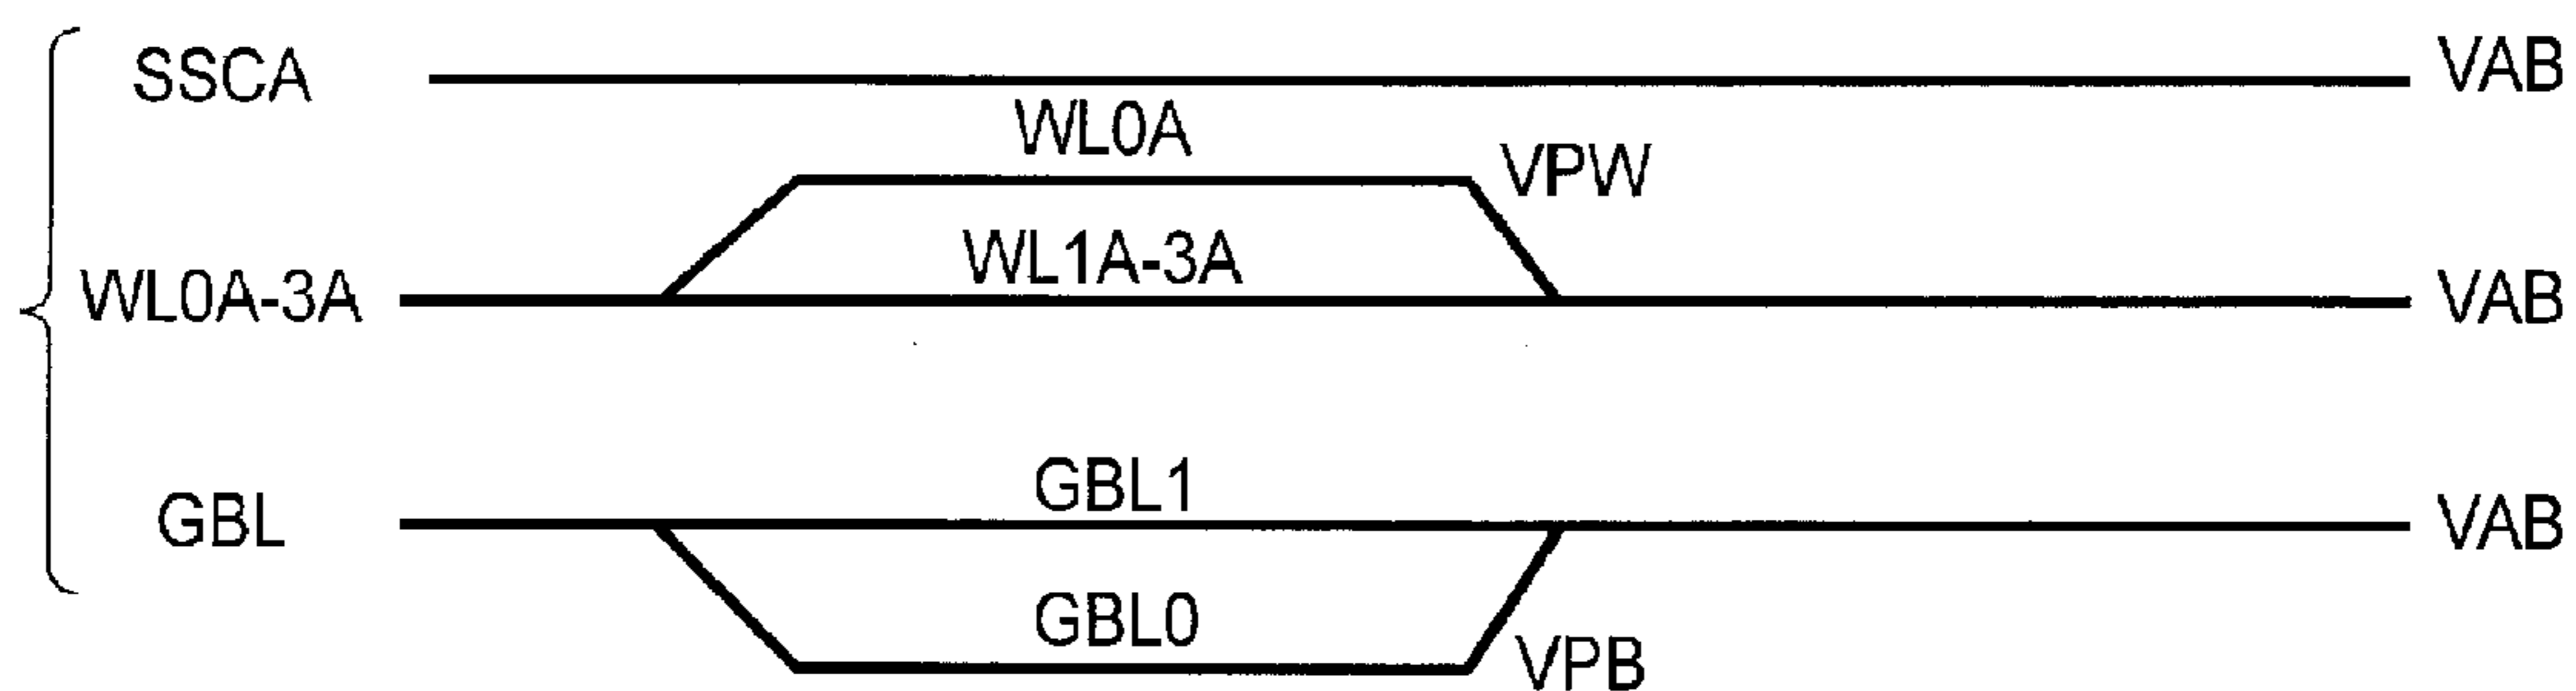 SSCA VAB
WL0A
VPW
WL1A-3A
WL0A-3A VAB
GBL1
GBL VAB
GBL0
VPB